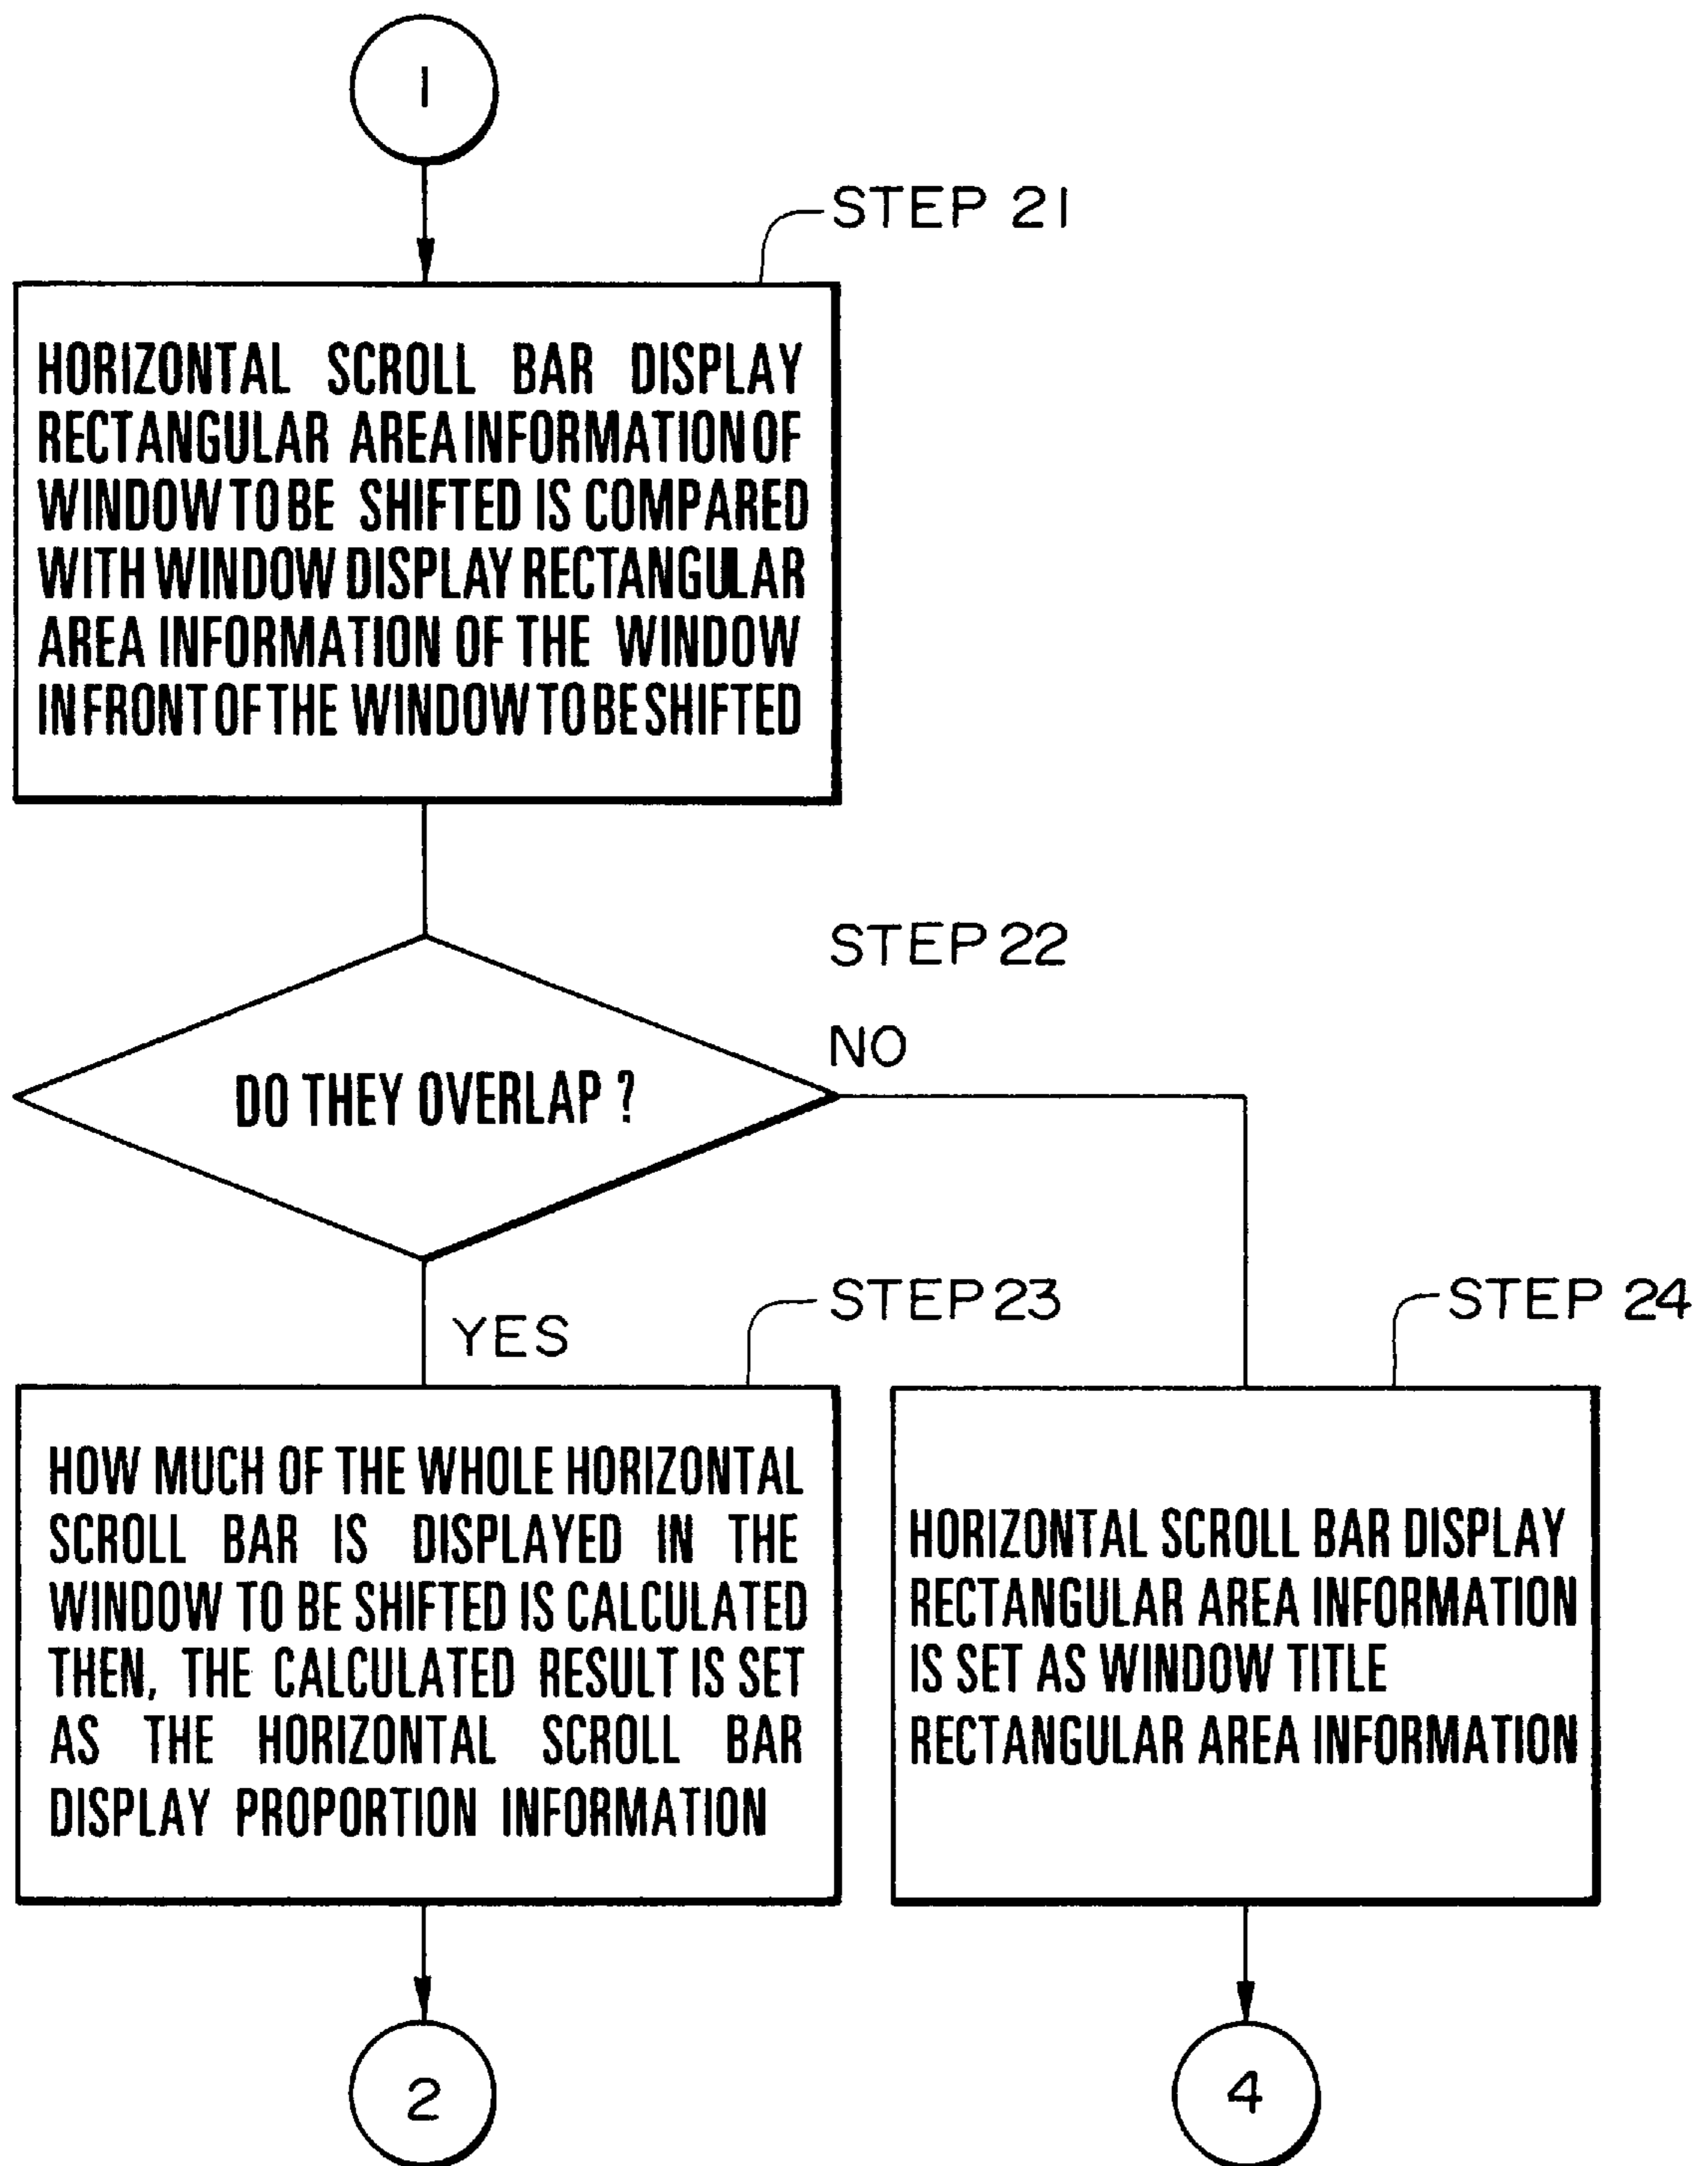 1
STEP 21
HORIZONTAL SCROLL BAR DISPLAY
RECTANGULAR AREA INFORMATION OF
WINDOW TO BE SHIFTED IS COMPARED
WITH WINDOW DISPLAY RECTANGULAR
AREA INFORMATION OF THE WINDOW
IN FRONT OF THE WINDOW TO BE SHIFTED
STEP 22
NO
DO THEY OVERLAP ?
YES
STEP 23
HOW MUCH OF THE WHOLE HORIZONTAL
SCROLL BAR IS DISPLAYED IN THE
WINDOW TO BE SHIFTED IS CALCULATED
THEN, THE CALCULATED RESULT IS SET
AS THE HORIZONTAL SCROLL BAR
DISPLAY PROPORTION INFORMATION
STEP 24
HORIZONTAL SCROLL BAR DISPLAY
RECTANGULAR AREA INFORMATION
IS SET AS WINDOW TITLE
RECTANGULAR AREA INFORMATION
2
4